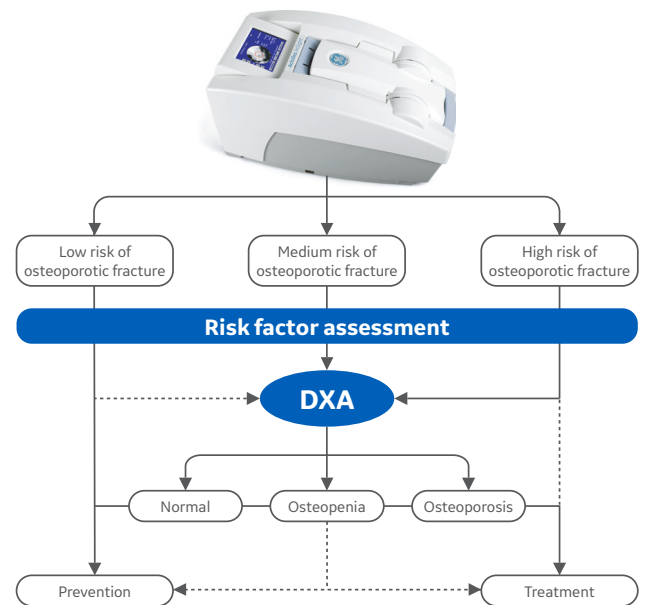 Low risk of
osteoporotic fracture
Medium risk of
osteoporotic fracture
High risk of
osteoporotic fracture
Risk factor assessment
DXA
Normal
Osteopenia
Osteoporosis
Prevention
Treatment